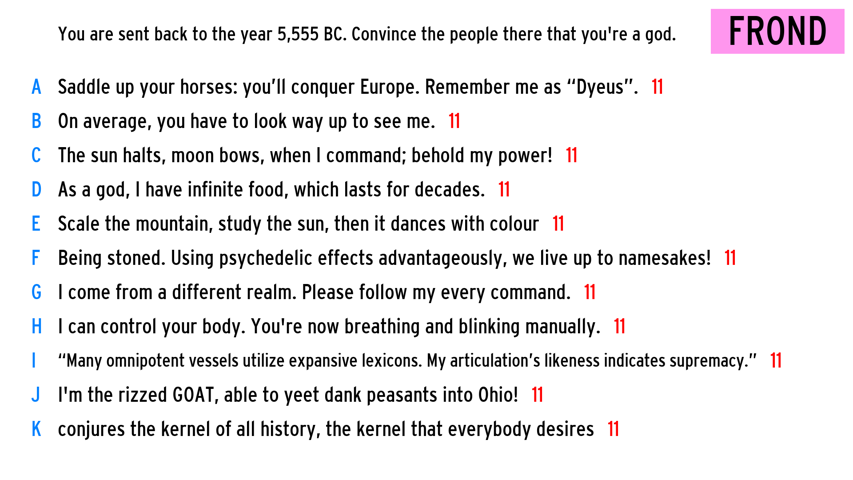 You are sent back to the year 5,555 BC. Convince the people there that you're a god.
FROND
A Saddle up your horses: you’ll conquer Europe. Remember me as “Dyeus”. 11
B On average, you have to look way up to see me. 11
C The sun halts, moon bows, when I command; behold my power! 11
D As a god, I have infinite food, which lasts for decades. 11
E Scale the mountain, study the sun, then it dances with colour 11
F Being stoned. Using psychedelic effects advantageously, we live up to namesakes! 11
G I come from a different realm. Please follow my every command. 11
H I can control your body. You're now breathing and blinking manually. 11
I “Many omnipotent vessels utilize expansive lexicons. My articulation’s likeness indicates supremacy.” 11
J I'm the rizzed GOAT, able to yeet dank peasants into Ohio! 11
K conjures the kernel of all history, the kernel that everybody desires 11